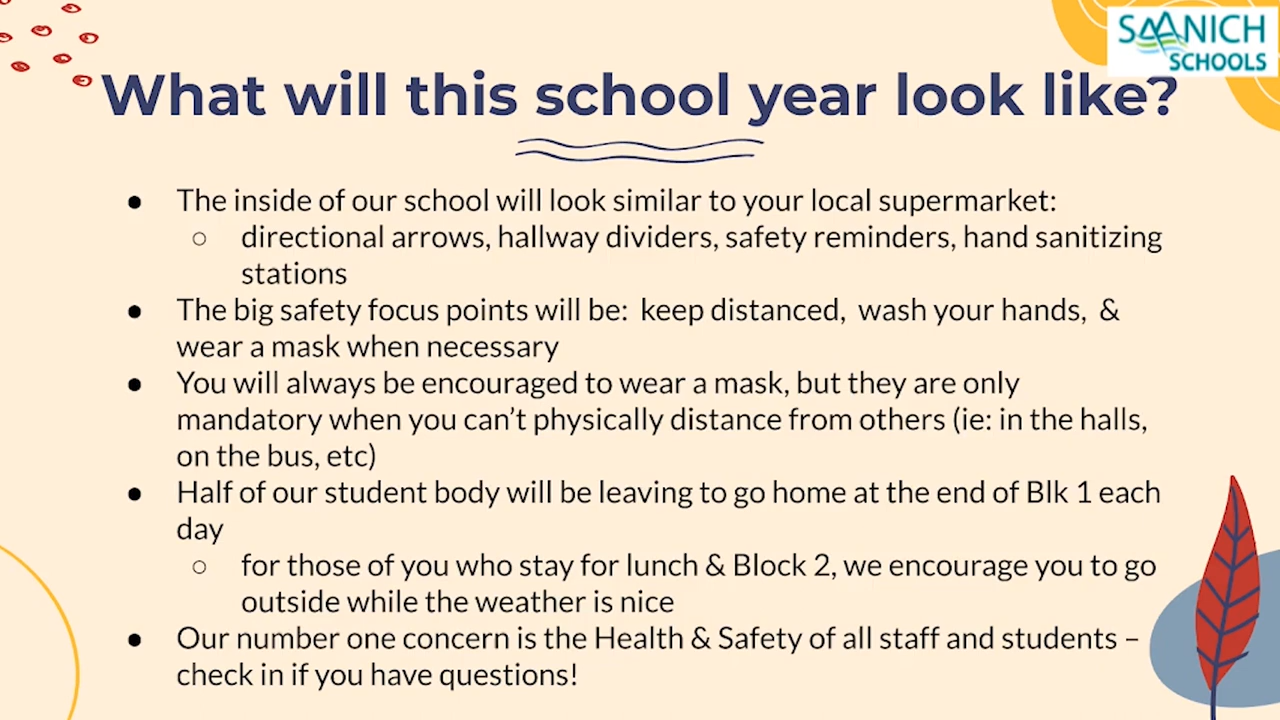 SAANICH
SCHOOLS
What will this school year look like?
● The inside of our school will look similar to your local supermarket:
○ directional arrows, hallway dividers, safety reminders, hand sanitizing
stations
● The big safety focus points will be: keep distanced, wash your hands, &
wear a mask when necessary
● You will always be encouraged to wear a mask, but they are only
mandatory when you can’t physically distance from others (ie: in the halls,
on the bus, etc)
● Half of our student body will be leaving to go home at the end of Blk 1 each
day
○ for those of you who stay for lunch & Block 2, we encourage you to go
outside while the weather is nice
● Our number one concern is the Health & Safety of all staff and students –
check in if you have questions!